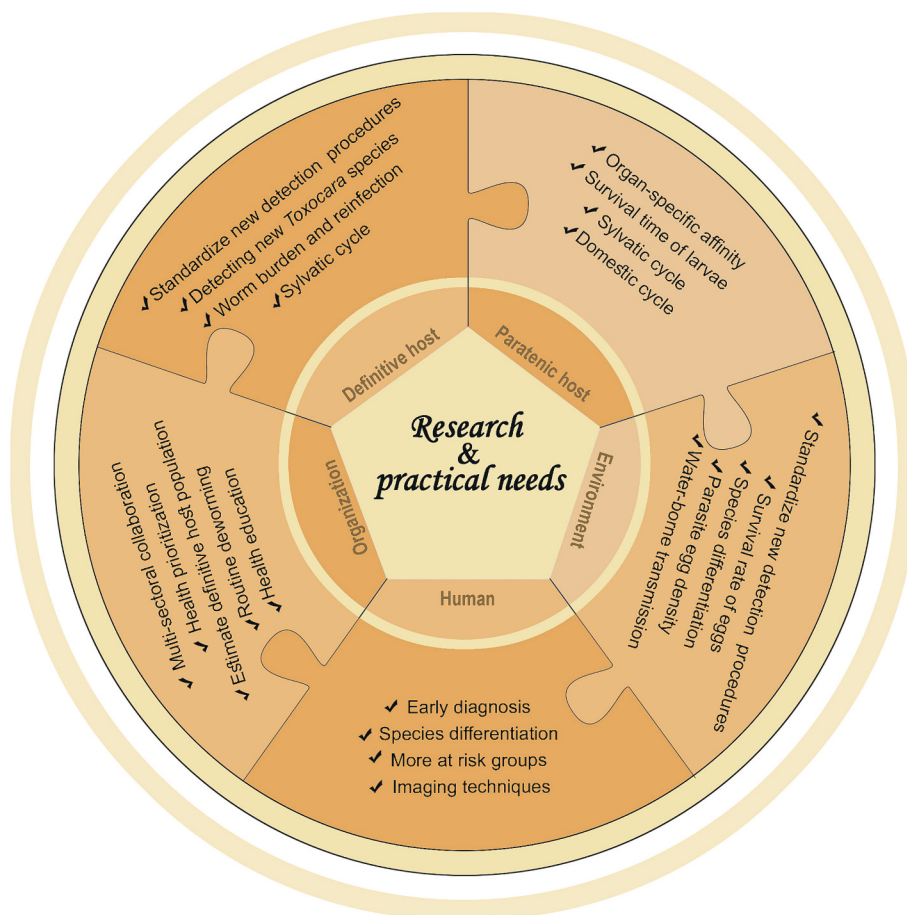 Research
&
practical needs
Definitive host
✔ Standardize new detection procedures
✔ Detecting new Toxocara species
✔ Worm burden and reinfection
✔ Sylvatic cycle
Paratenic host
✔ Organ-specific affinity
✔ Survival time of larvae
✔ Sylvatic cycle
✔ Domestic cycle
Environment
✔ Standardize new detection procedures
✔ Survival rate of eggs
✔ Species differentiation
✔ Parasite egg density
✔ Water-borne transmission
Human
✔ Early diagnosis
✔ Species differentiation
✔ More at risk groups
✔ Imaging techniques
Organization
✔ Multi-sectoral collaboration
✔ Health prioritization
✔ Estimate definitive host population
✔ Routine deworming
✔ Health education